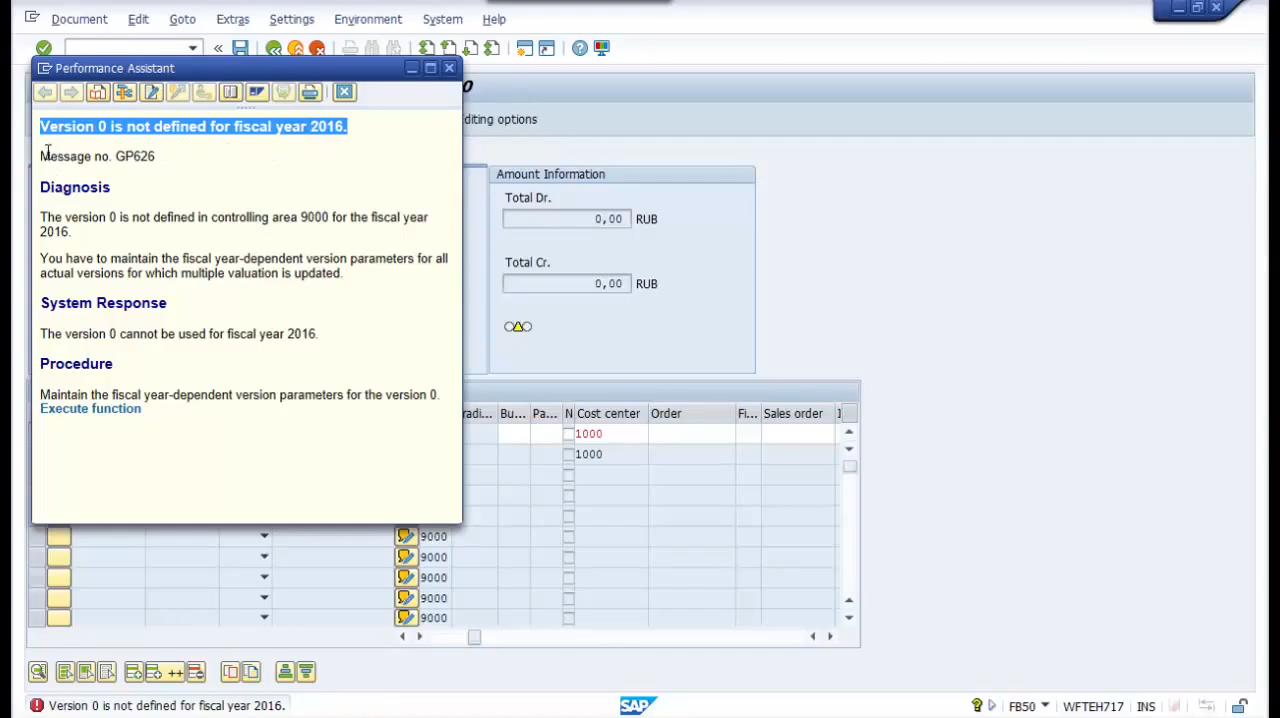 Document Edit Goto Extras Settings Environment System Help
Performance Assistant
0
diting options
Version 0 is not defined for fiscal year 2016.
Message no. GP626
Diagnosis
The version 0 is not defined in controlling area 9000 for the fiscal year
2016.
You have to maintain the fiscal year-dependent version parameters for all
actual versions for which multiple valuation is updated.
System Response
The version 0 cannot be used for fiscal year 2016.
Procedure
Maintain the fiscal year-dependent version parameters for the version 0.
Execute function
Amount Information
Total Dr.
0,00 RUB
Total Cr.
0,00 RUB
radi... Bu... Pa... N Cost center Order Fi... Sales order
1000
1000
9000
9000
9000
9000
9000
Version 0 is not defined for fiscal year 2016.
SAP
FB50 WFTEH717 INS